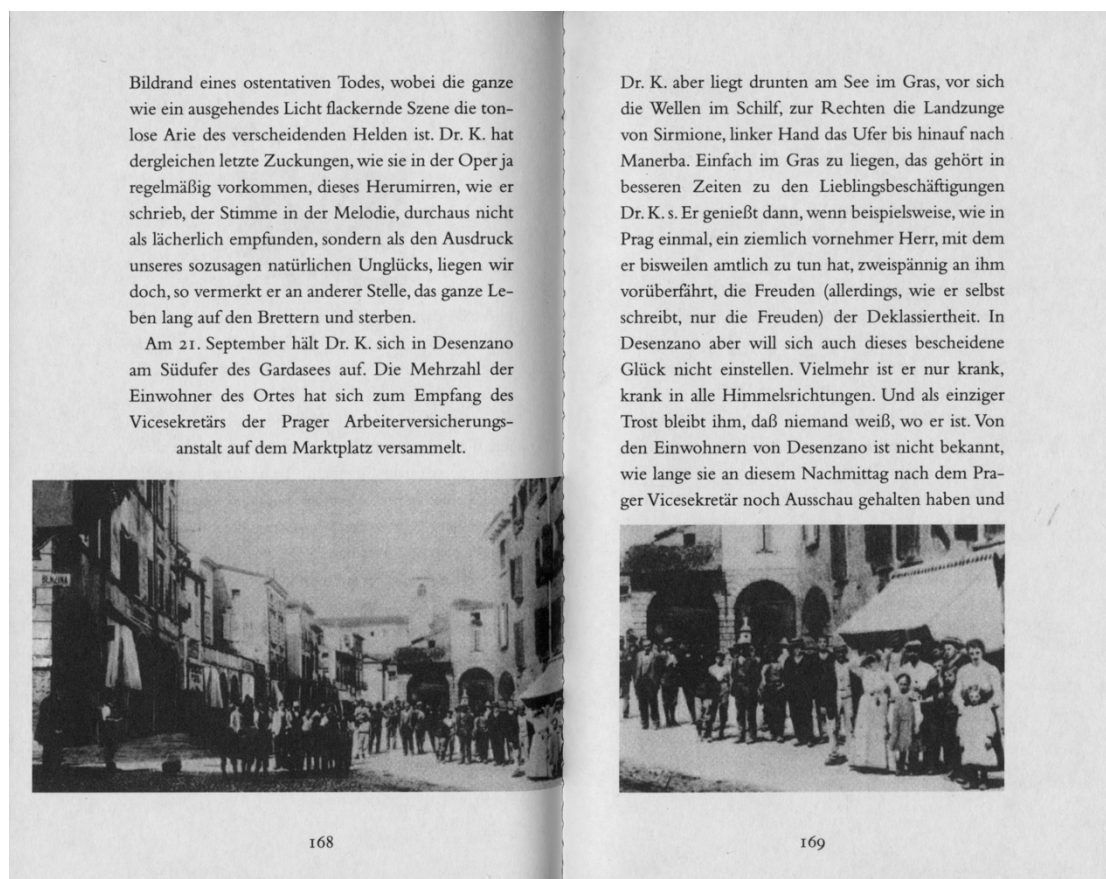 Bildrand eines ostentativen Todes, wobei die ganze
wie ein ausgehendes Licht flackernde Szene die ton-
lose Arie des verscheidenden Helden ist. Dr. K. hat
dergleichen letzte Zuckungen, wie sie in der Oper ja
regelmäßig vorkommen, dieses Herumirren, wie er
schrieb, der Stimme in der Melodie, durchaus nicht
als lächerlich empfunden, sondern als den Ausdruck
unseres sozusagen natürlichen Unglücks, liegen wir
doch, so vermerkt er an anderer Stelle, das ganze Le-
ben lang auf den Brettern und sterben.
Am 21. September hält Dr. K. sich in Desenzano
am Südufer des Gardasees auf. Die Mehrzahl der
Einwohner des Ortes hat sich zum Empfang des
Vicesekretärs der Prager Arbeiterversicherungs-
anstalt auf dem Marktplatz versammelt.
168
Dr. K. aber liegt drunten am See im Gras, vor sich
die Wellen im Schilf, zur Rechten die Landzunge
von Sirmione, linker Hand das Ufer bis hinauf nach
Manerba. Einfach im Gras zu liegen, das gehört in
besseren Zeiten zu den Lieblingsbeschäftigungen
Dr. K. s. Er genießt dann, wenn beispielsweise, wie in
Prag einmal, ein ziemlich vornehmer Herr, mit dem
er bisweilen amtlich zu tun hat, zweispännig an ihm
vorüberfährt, die Freuden (allerdings, wie er selbst
schreibt, nur die Freuden) der Deklassiertheit. In
Desenzano aber will sich auch dieses bescheidene
Glück nicht einstellen. Vielmehr ist er nur krank,
krank in alle Himmelsrichtungen. Und als einziger
Trost bleibt ihm, daß niemand weiß, wo er ist. Von
den Einwohnern von Desenzano ist nicht bekannt,
wie lange sie an diesem Nachmittag nach dem Pra-
ger Vicesekretär noch Ausschau gehalten haben und
169